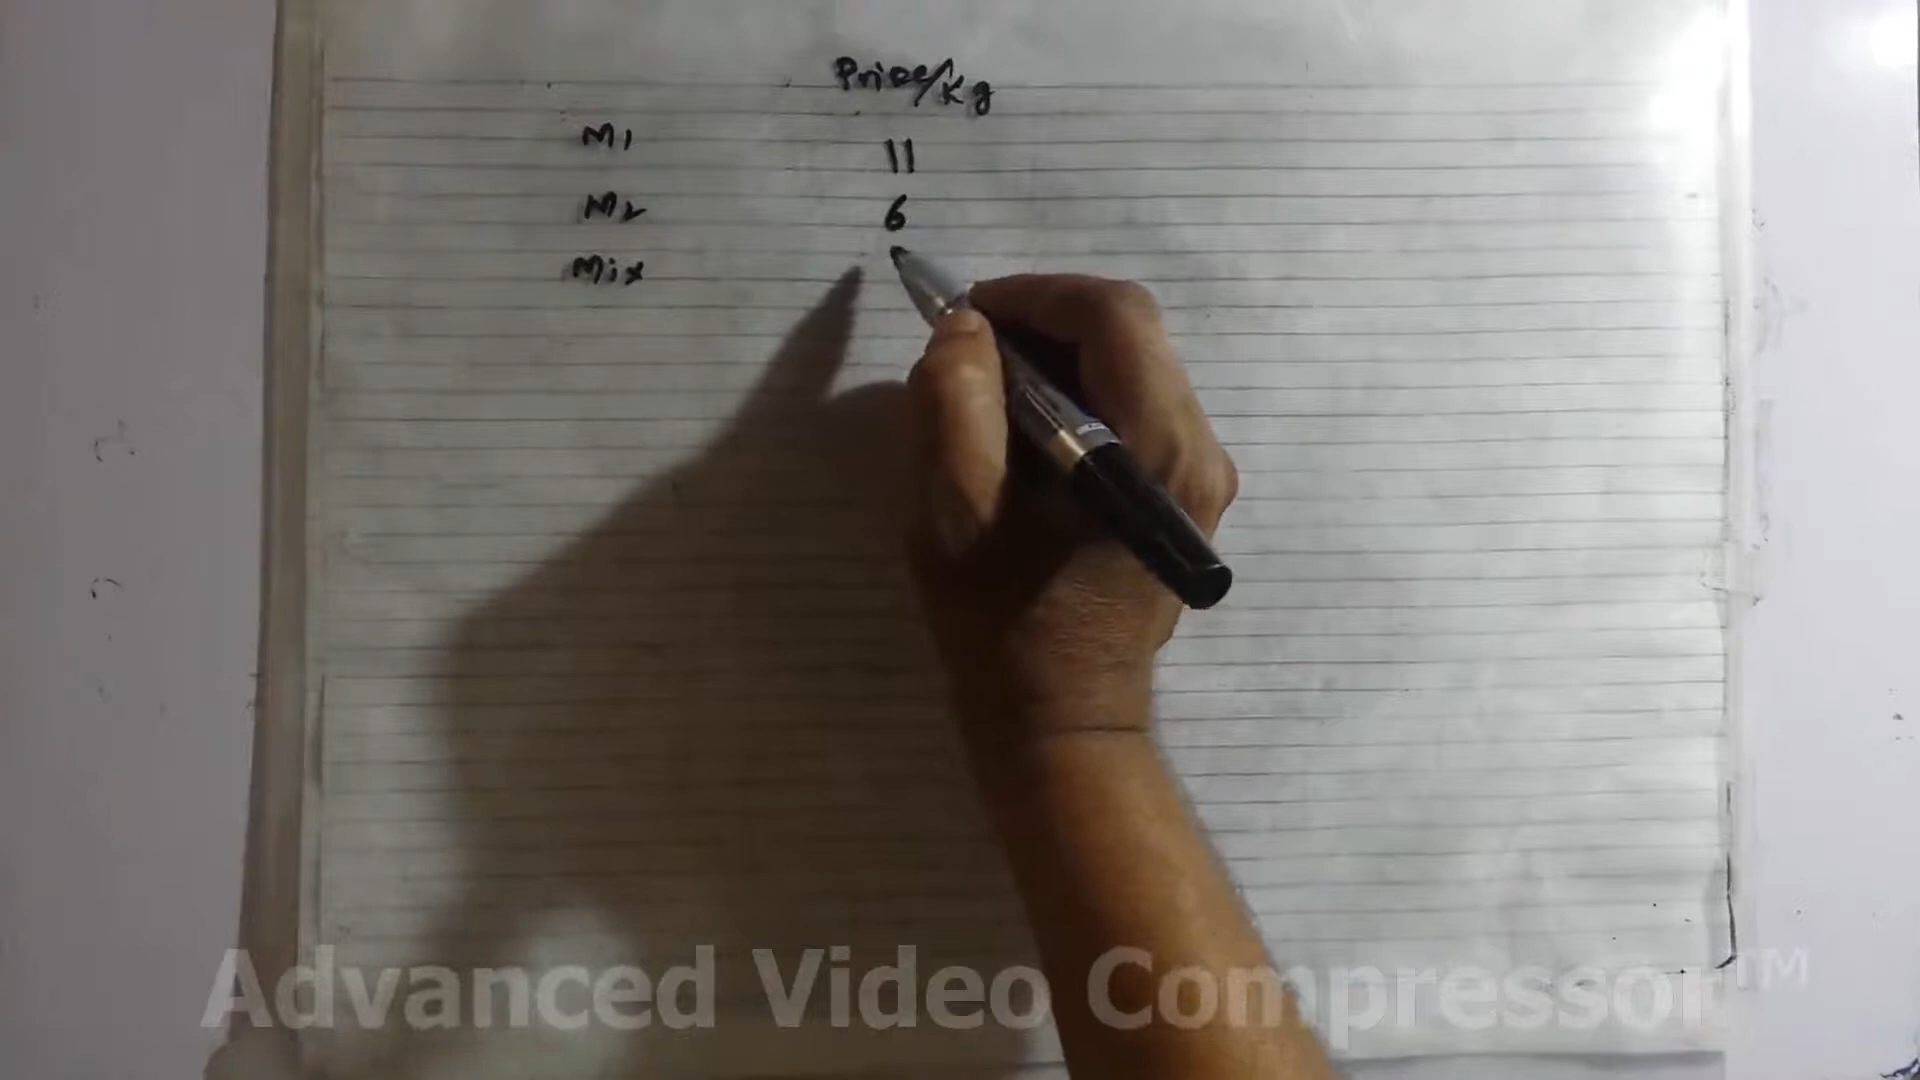 Price/Kg
M1 11
M2 6
Mix
Advanced Video Compressor™